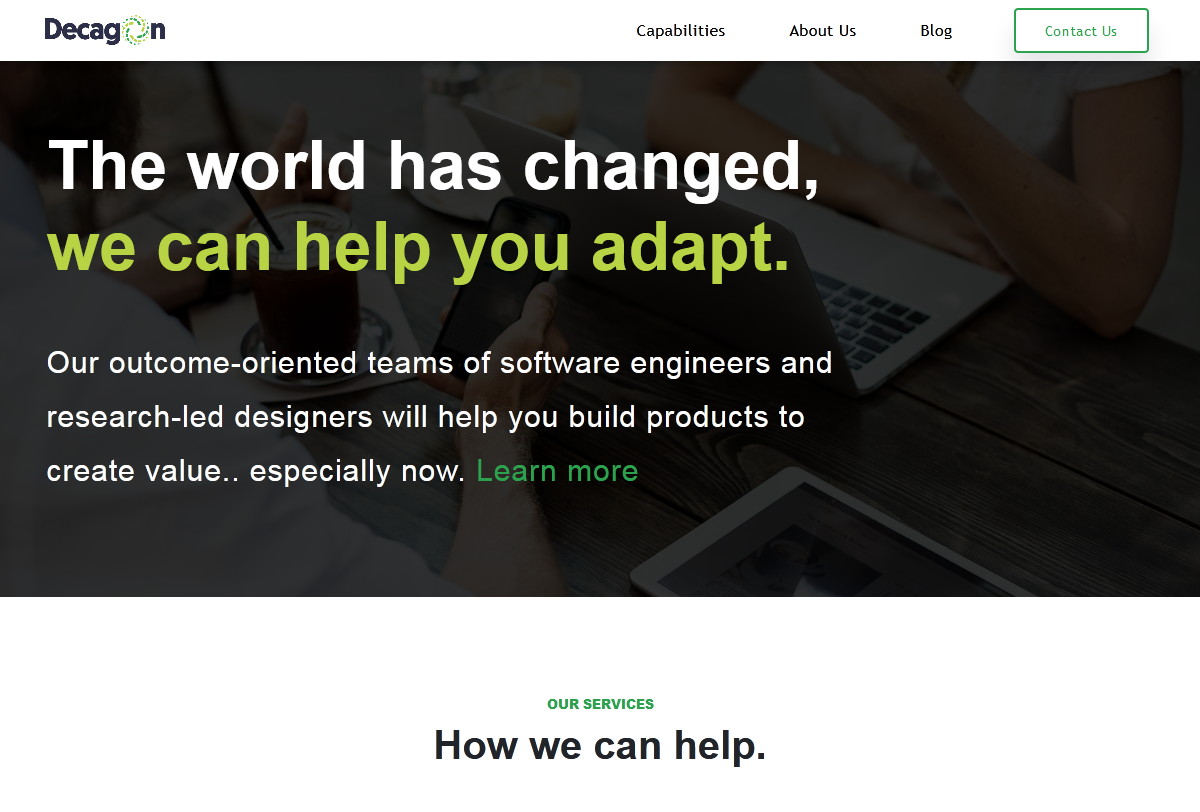 Decagon
Capabilities
About Us
Blog
Contact Us
The world has changed,
we can help you adapt.
Our outcome-oriented teams of software engineers and
research-led designers will help you build products to
create value.. especially now. Learn more
OUR SERVICES
How we can help.